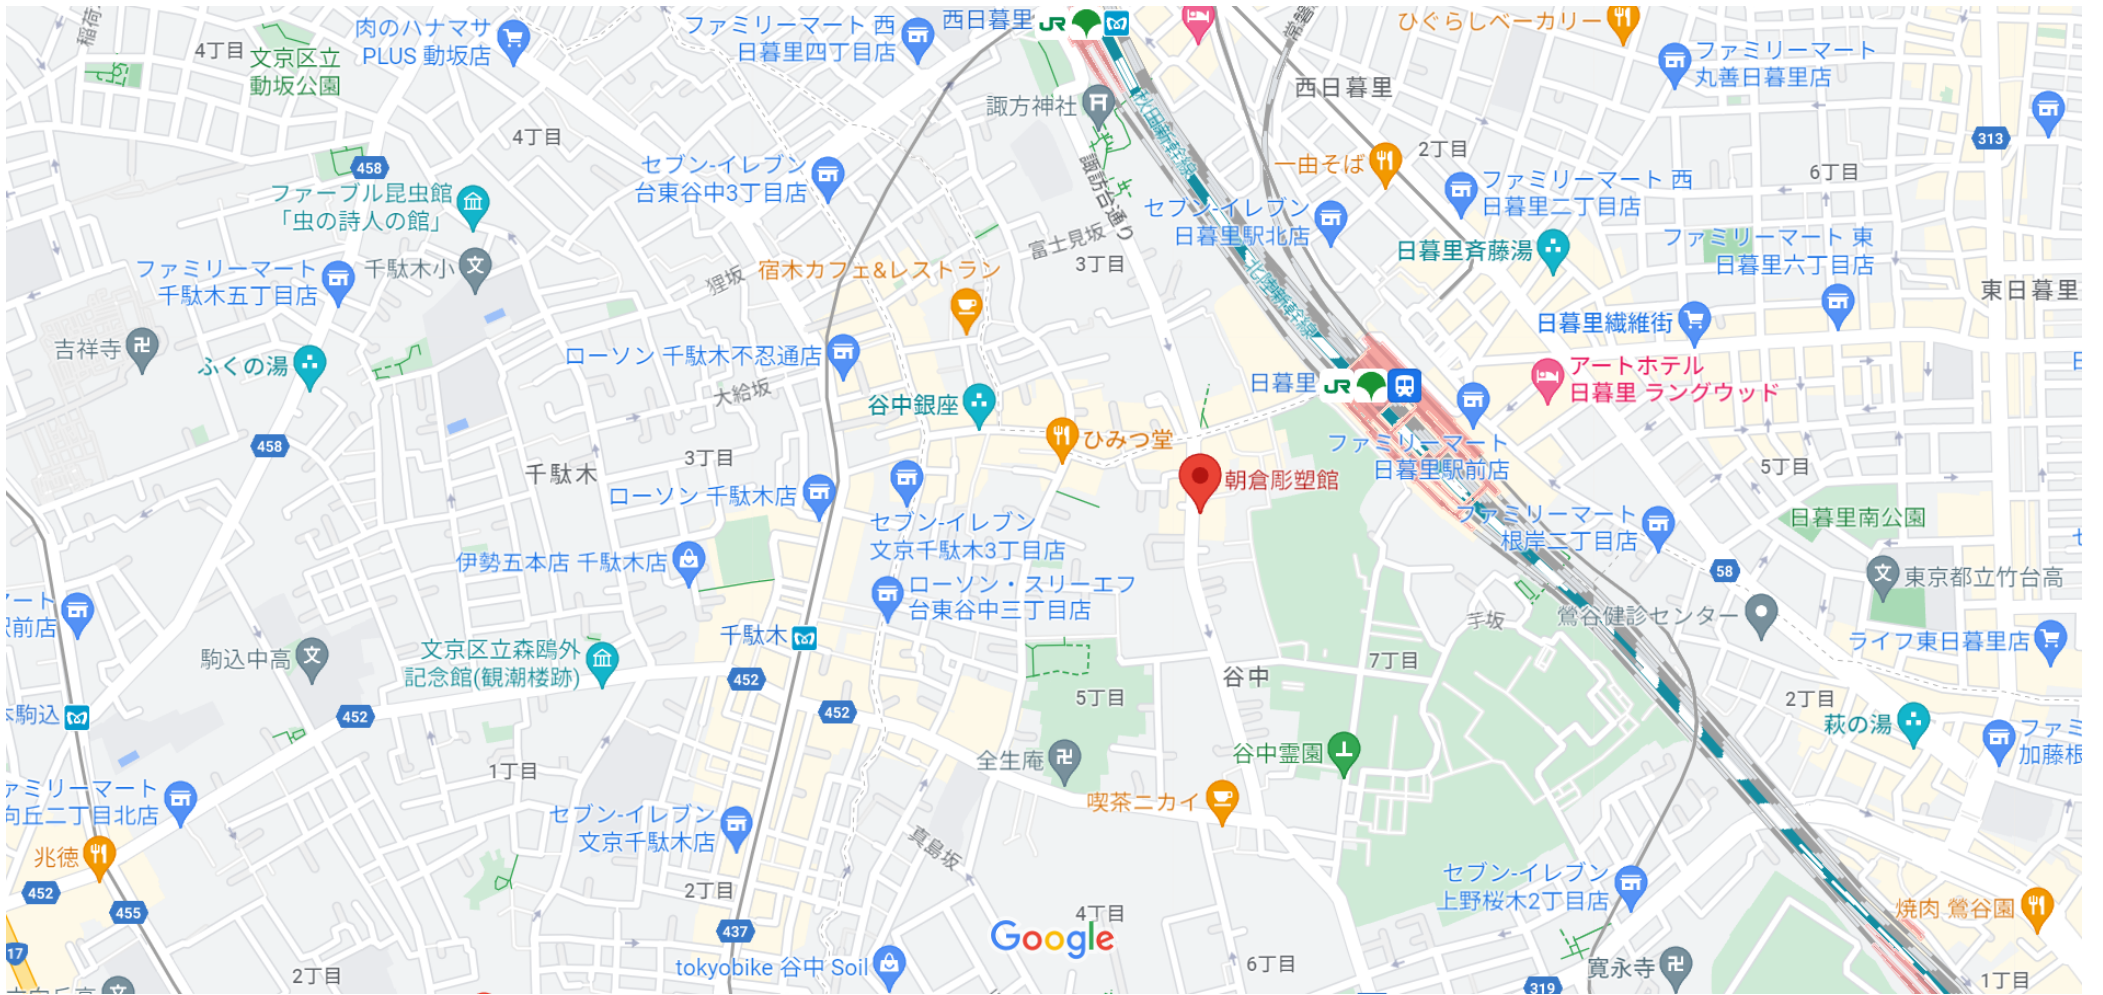 肉のハナマサ
PLUS 動坂店
ファミリーマート 西
日暮里四丁目店
西日暮里
JR
ひぐらしベーカリー
4丁目
文京区立
動坂公園
ファミリーマート
丸善日暮里店
西日暮里
諏方神社
秋田新幹線
4丁目
313
458
セブン-イレブン
台東谷中3丁目店
一由そば
2丁目
6丁目
ファーブル昆虫館
「虫の詩人の館」
諏訪台通り
セブン-イレブン
日暮里駅北店
ファミリーマート 西
日暮里二丁目店
富士見坂
3丁目
日暮里斉藤湯
ファミリーマート 東
日暮里六丁目店
ファミリーマート
千駄木五丁目店
千駄木小
狸坂
宿木カフェ&レストラン
北陸新幹線
東日暮里
日暮里繊維街
吉祥寺
ふくの湯
ローソン 千駄木不忍通店
大給坂
谷中銀座
日暮里
JR
アートホテル
日暮里 ラングウッド
458
千駄木
3丁目
ひみつ堂
ファミリーマート
日暮里駅前店
5丁目
朝倉彫塑館
ローソン 千駄木店
セブン-イレブン
文京千駄木3丁目店
ファミリーマート
根岸二丁目店
日暮里南公園
伊勢五本店 千駄木店
ローソン・スリーエフ
台東谷中三丁目店
58
東京都立竹台高
芋坂
鶯谷健診センター
駅前店
千駄木
文京区立森鴎外
記念館(観潮楼跡)
駒込中高
ライフ東日暮里店
7丁目
谷中
452
5丁目
2丁目
本駒込
452
452
萩の湯
全生庵
谷中霊園
1丁目
ァミリーマート
向丘二丁目北店
喫茶ニカイ
セブン-イレブン
文京千駄木店
真島坂
兆徳
452
455
2丁目
セブン-イレブン
上野桜木2丁目店
4丁目
437
Google
焼肉 鶯谷園
17
2丁目
tokyobike 谷中 Soil
6丁目
寛永寺
319
1丁目